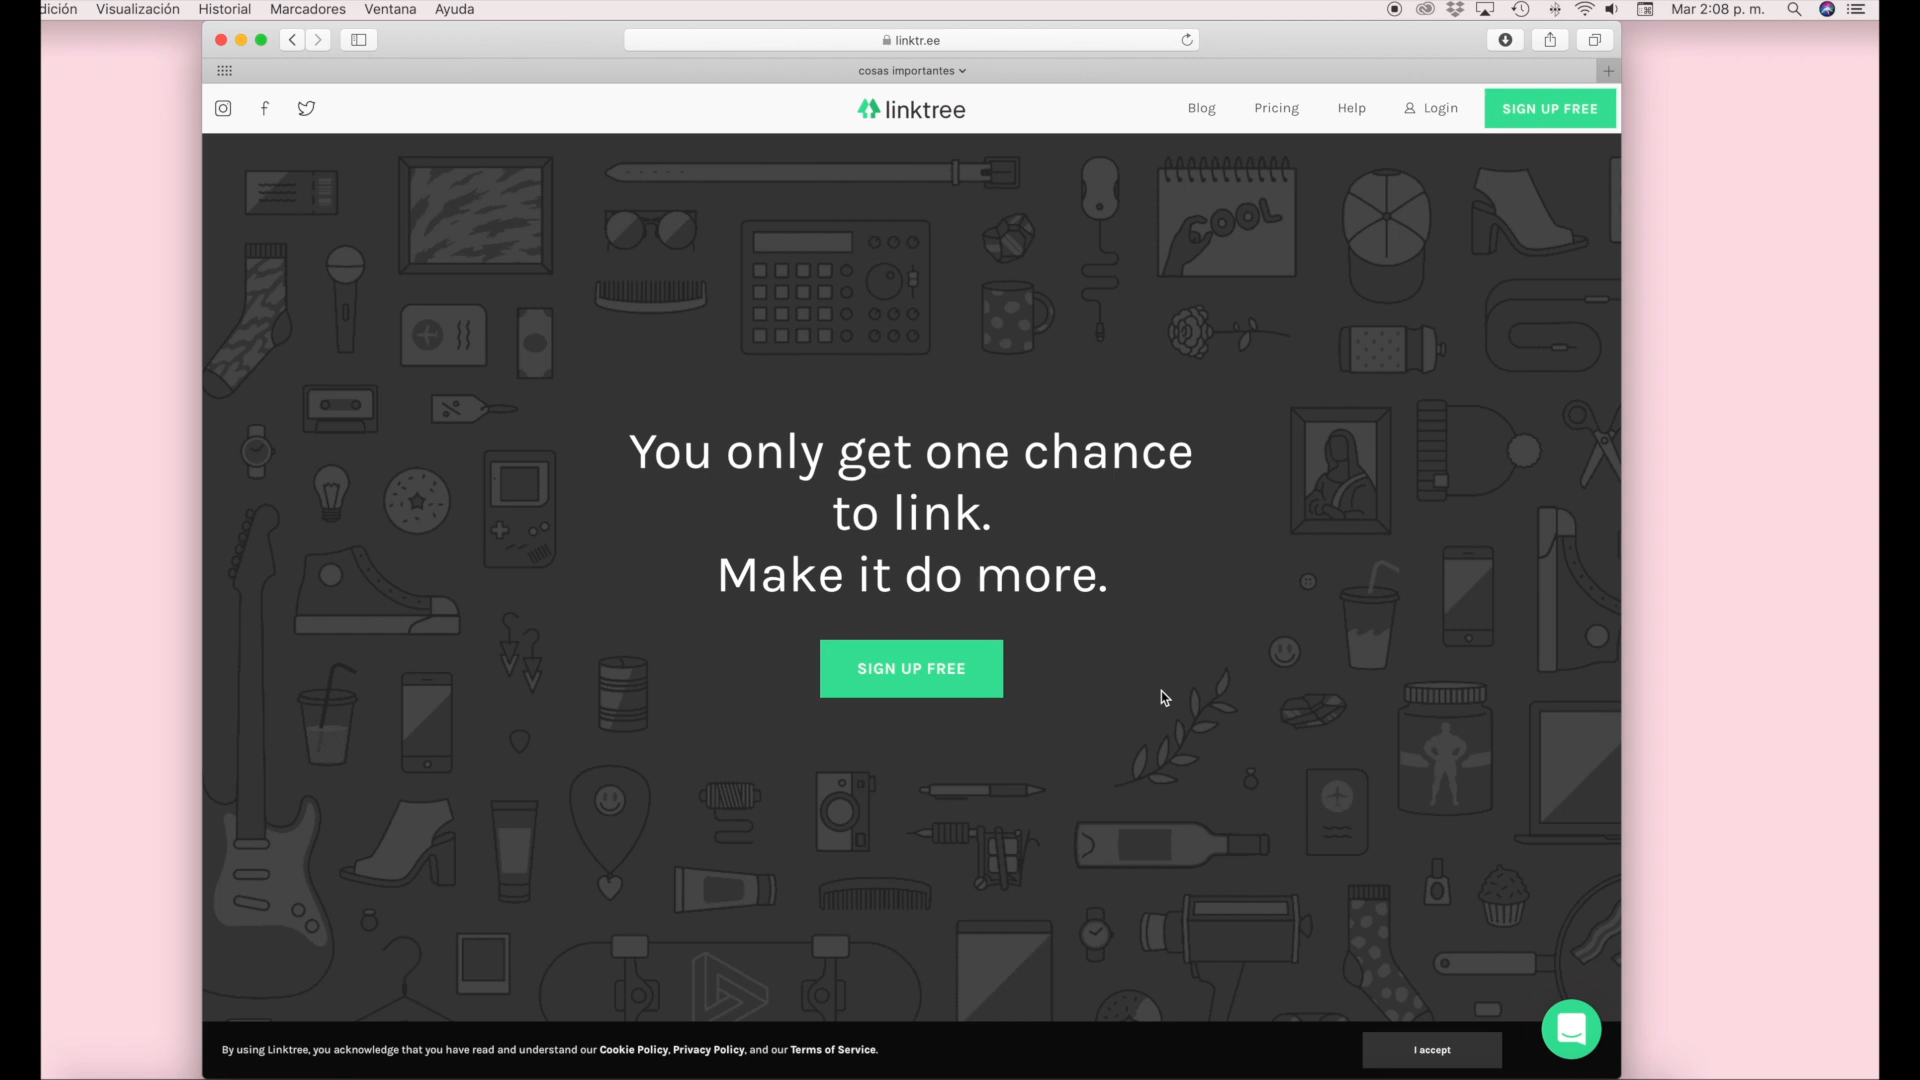 dición Visualización Historial Marcadores Ventana Ayuda Mar 2:08 p. m.
linktr.ee
cosas importantes
linktree Blog Pricing Help Login SIGN UP FREE
COOL
You only get one chance
to link.
Make it do more.
SIGN UP FREE
By using Linktree, you acknowledge that you have read and understand our Cookie Policy, Privacy Policy, and our Terms of Service.
I accept